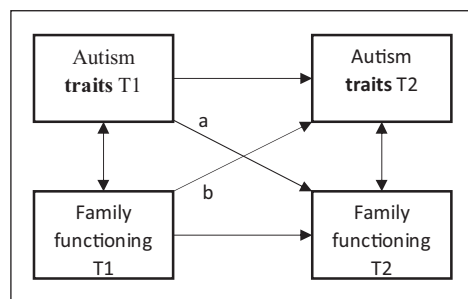 Autism
traits T1
Autism
traits T2
a
b
Family
functioning
T1
Family
functioning
T2